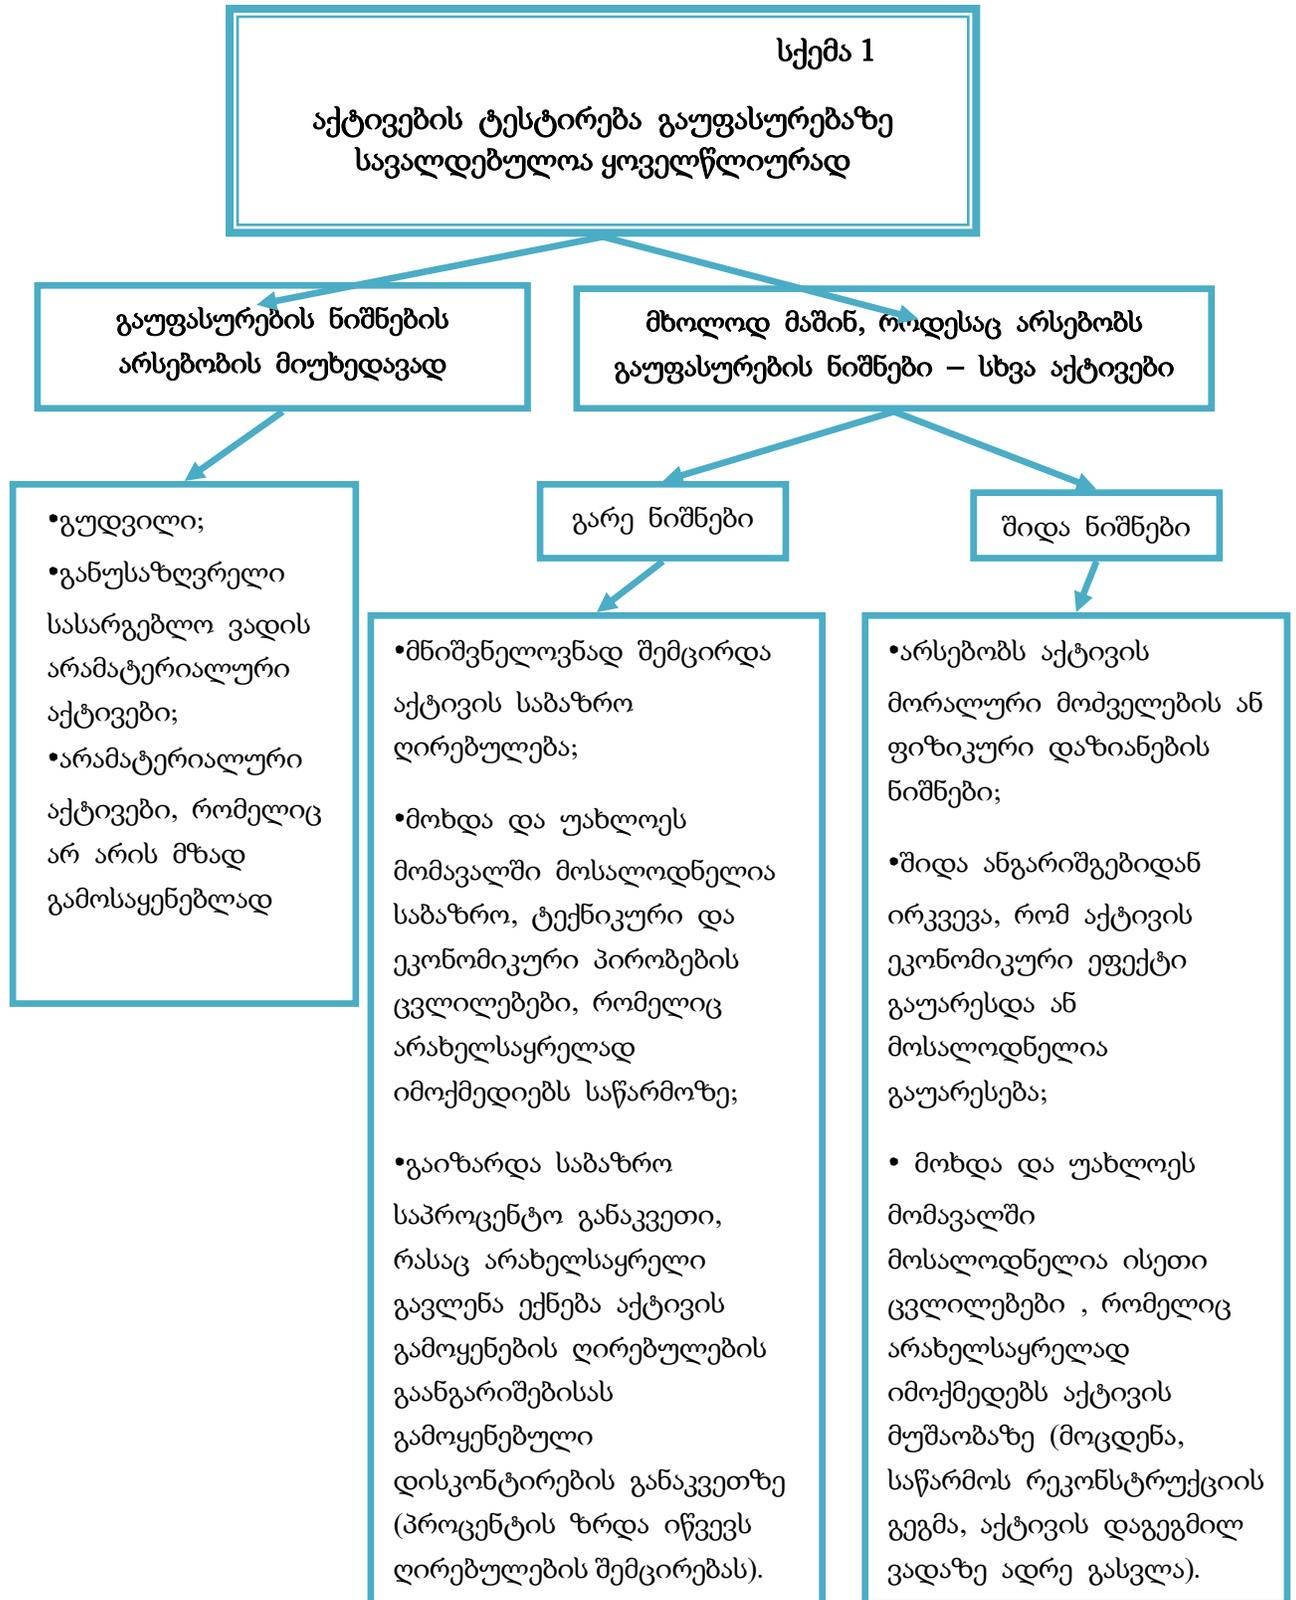 სქემა 1
აქტივების ტესტირება გაუფასურებაზე
სავალდებულოა ყოველწლიურად
გაუფასურების ნიშნების
არსებობის მიუხედავად
მხოლოდ მაშინ, როდესაც არსებობს
გაუფასურების ნიშნები – სხვა აქტივები
•გუდვილი;
•განუსაზღვრელი
სასარგებლო ვადის
არამატერიალური
აქტივები;
•არამატერიალური
აქტივები, რომელიც
არ არის მზად
გამოსაყენებლად
გარე ნიშნები
•მნიშვნელოვნად შემცირდა
აქტივის საბაზრო
ღირებულება;
•მოხდა და უახლოეს
მომავალში მოსალოდნელია
საბაზრო, ტექნიკური და
ეკონომიკური პირობების
ცვლილებები, რომელიც
არახელსაყრელად
იმოქმედიებს საწარმოზე;
•გაიზარდა საბაზრო
საპროცენტო განაკვეთი,
რასაც არახელსაყრელი
გავლენა ექნება აქტივის
გამოყენების ღირებულების
გაანგარიშებისას
გამოყენებული
დისკონტირების განაკვეთზე
(პროცენტის ზრდა იწვევს
ღირებულების შემცირებას).
შიდა ნიშნები
•არსებობს აქტივის
მორალური მოძველების ან
ფიზიკური დაზიანების
ნიშნები;
•შიდა ანგარიშგებიდან
ირკვევა, რომ აქტივის
ეკონომიკური ეფექტი
გაუარესდა ან
მოსალოდნელია
გაუარესება;
• მოხდა და უახლოეს
მომავალში
მოსალოდნელია ისეთი
ცვლილებები , რომელიც
არახელსაყრელად
იმოქმედებს აქტივის
მუშაობაზე (მოცდენა,
საწარმოს რეკონსტრუქციის
გეგმა, აქტივის დაგეგმილ
ვადაზე ადრე გასვლა).